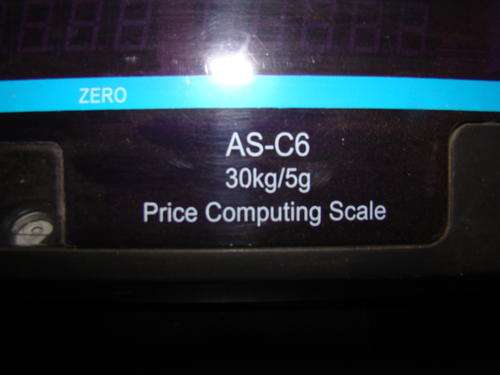 ZERO
AS-C6
30kg/5g
Price Computing Scale